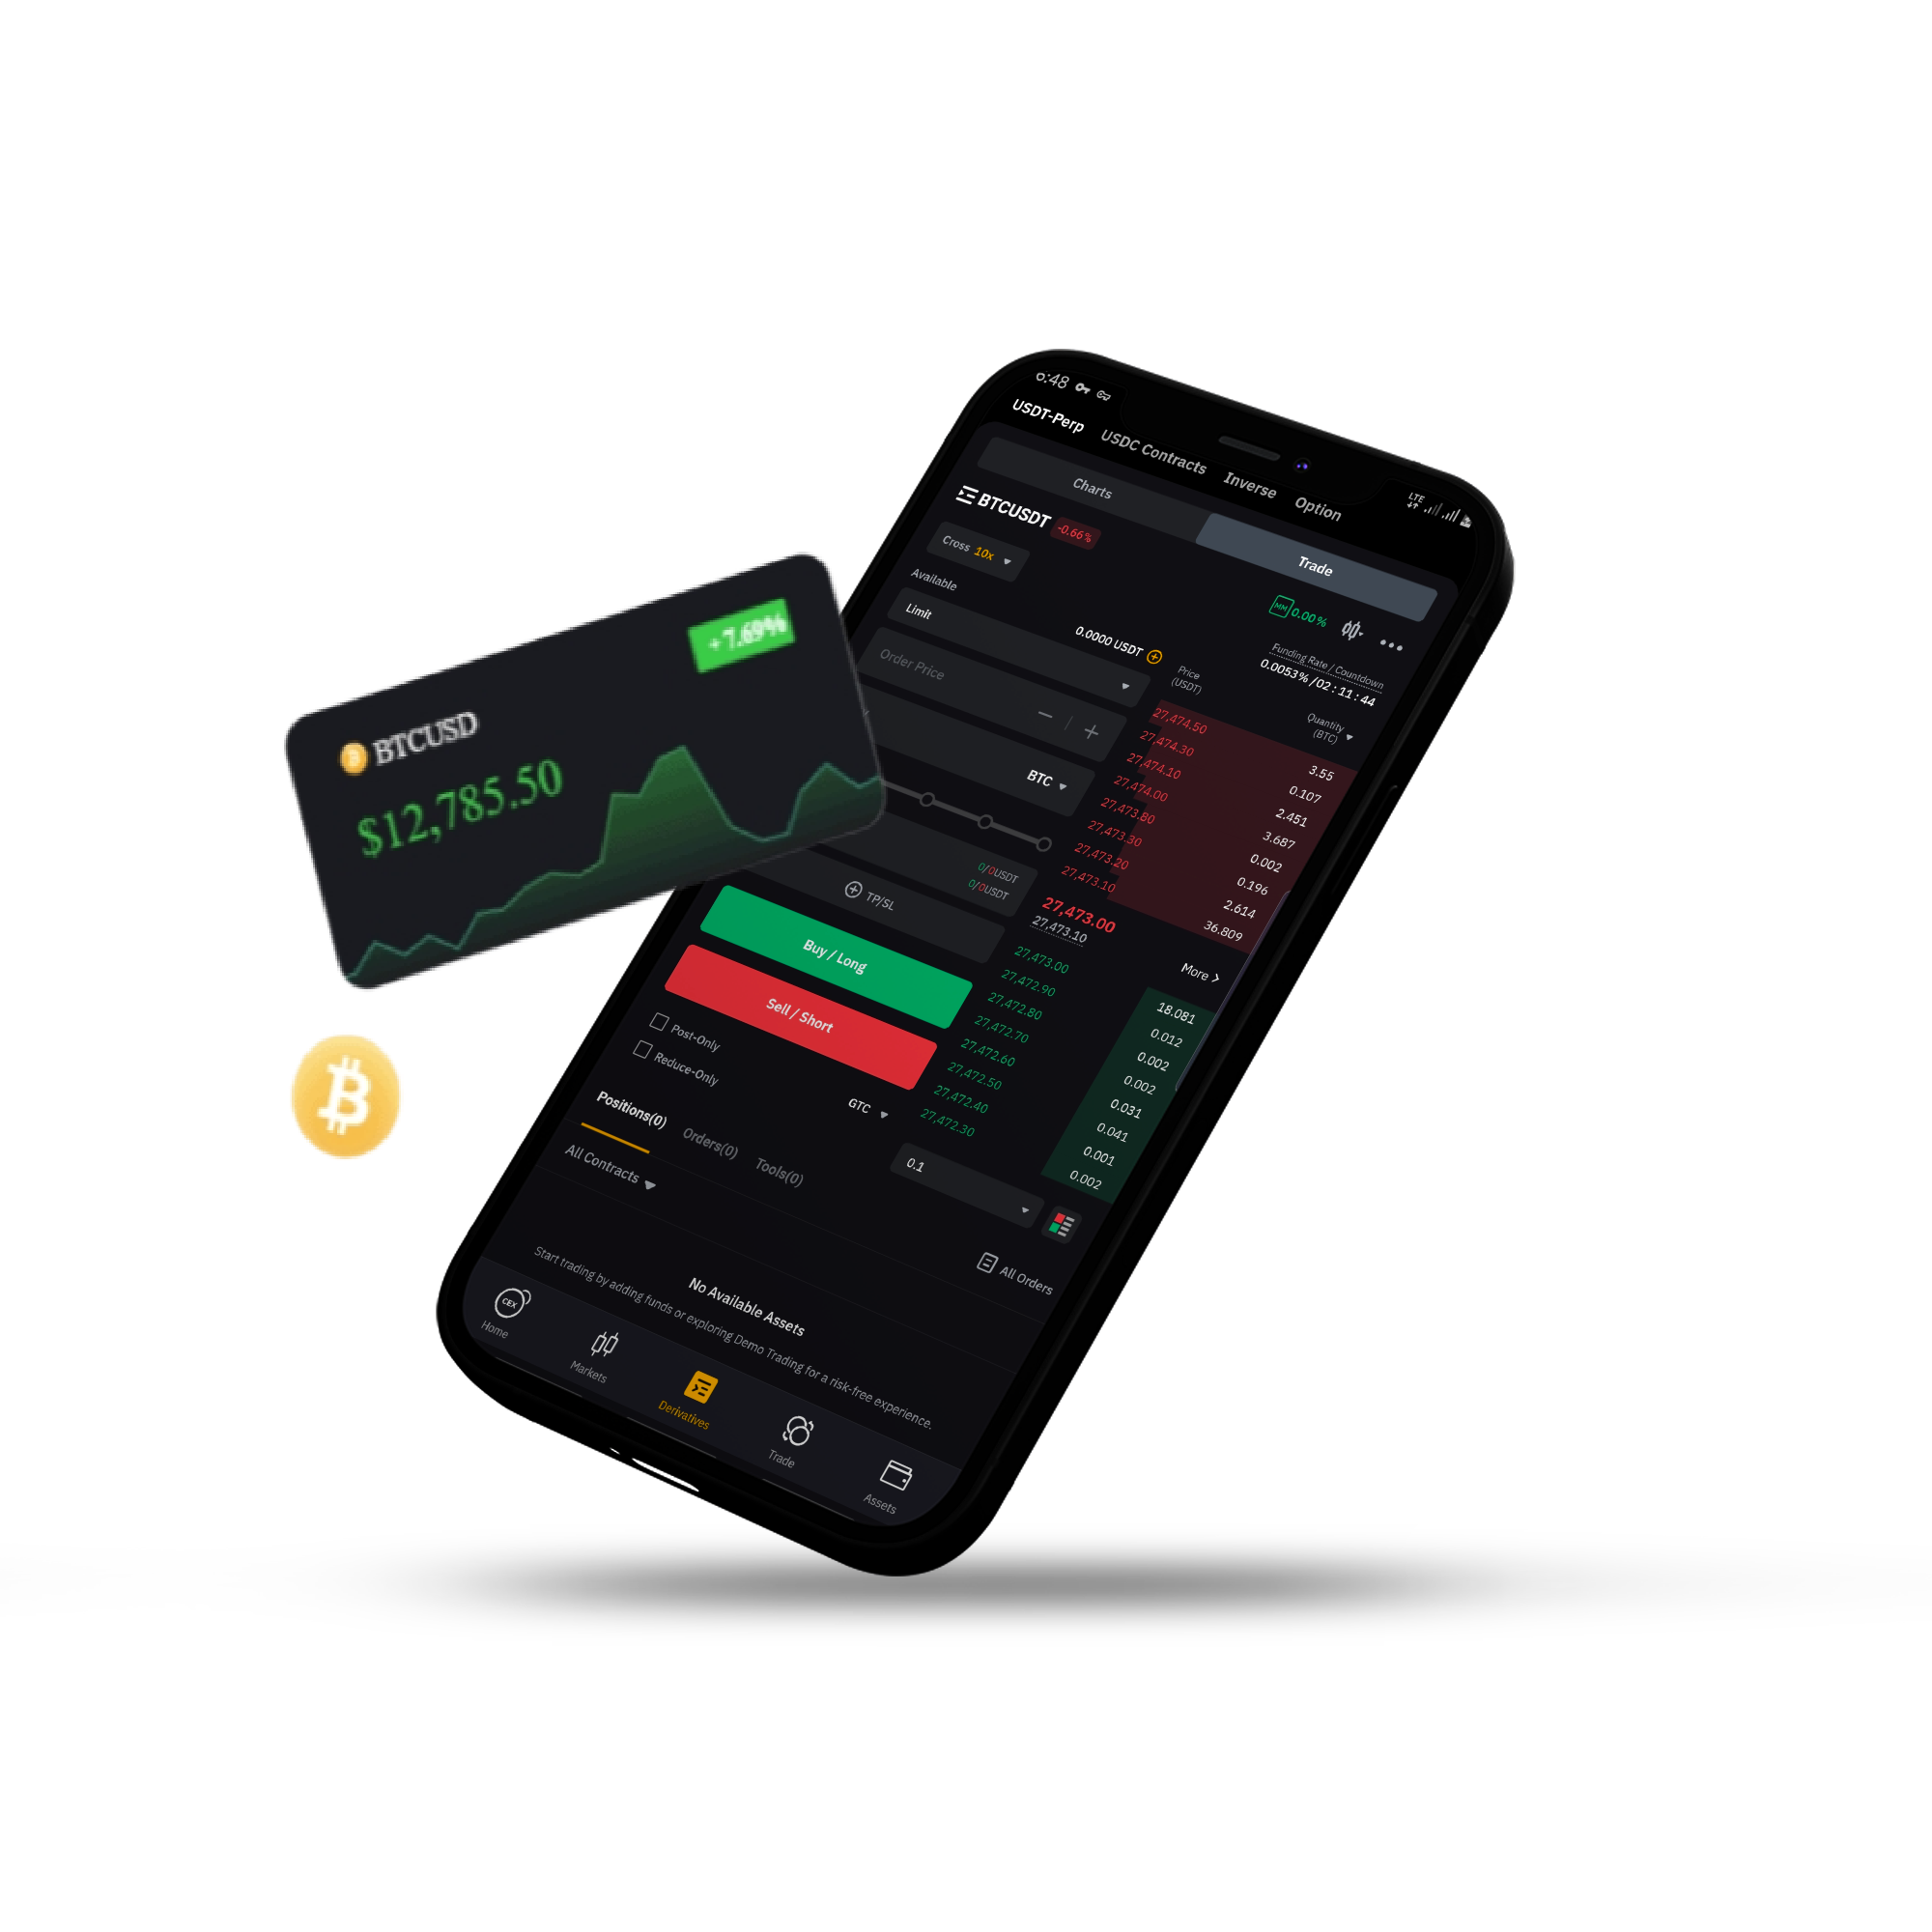 0:48
LTE
USDT-Perp USDC Contracts Inverse Option
Charts Trade
BTCUSDT -0.66%
MM 0.00%
Cross 10x
Funding Rate / Countdown
0.0053% / 02 : 11 : 44
Available 0.0000 USDT
Limit
Order Price
BTC
0/0USDT
0/0USDT
TP/SL
Buy / Long
Sell / Short
Post-Only
Reduce-Only
GTC
Price (USDT) Quantity (BTC)
27,474.50 3.55
27,474.30 0.107
27,474.10 2.451
27,474.00 3.687
27,473.80 0.002
27,473.30 0.196
27,473.20 2.614
27,473.10 36.809
27,473.00
27,473.10
More >
27,473.00 18.081
27,472.90 0.012
27,472.80 0.002
27,472.70 0.002
27,472.60 0.031
27,472.50 0.041
27,472.40 0.001
27,472.30 0.002
0.1
Positions(0) Orders(0) Tools(0)
All Contracts
All Orders
No Available Assets
Start trading by adding funds or exploring Demo Trading for a risk-free experience.
CEX
Home Markets Derivatives Trade Assets
+7.69%
BTCUSD
$12,785.50